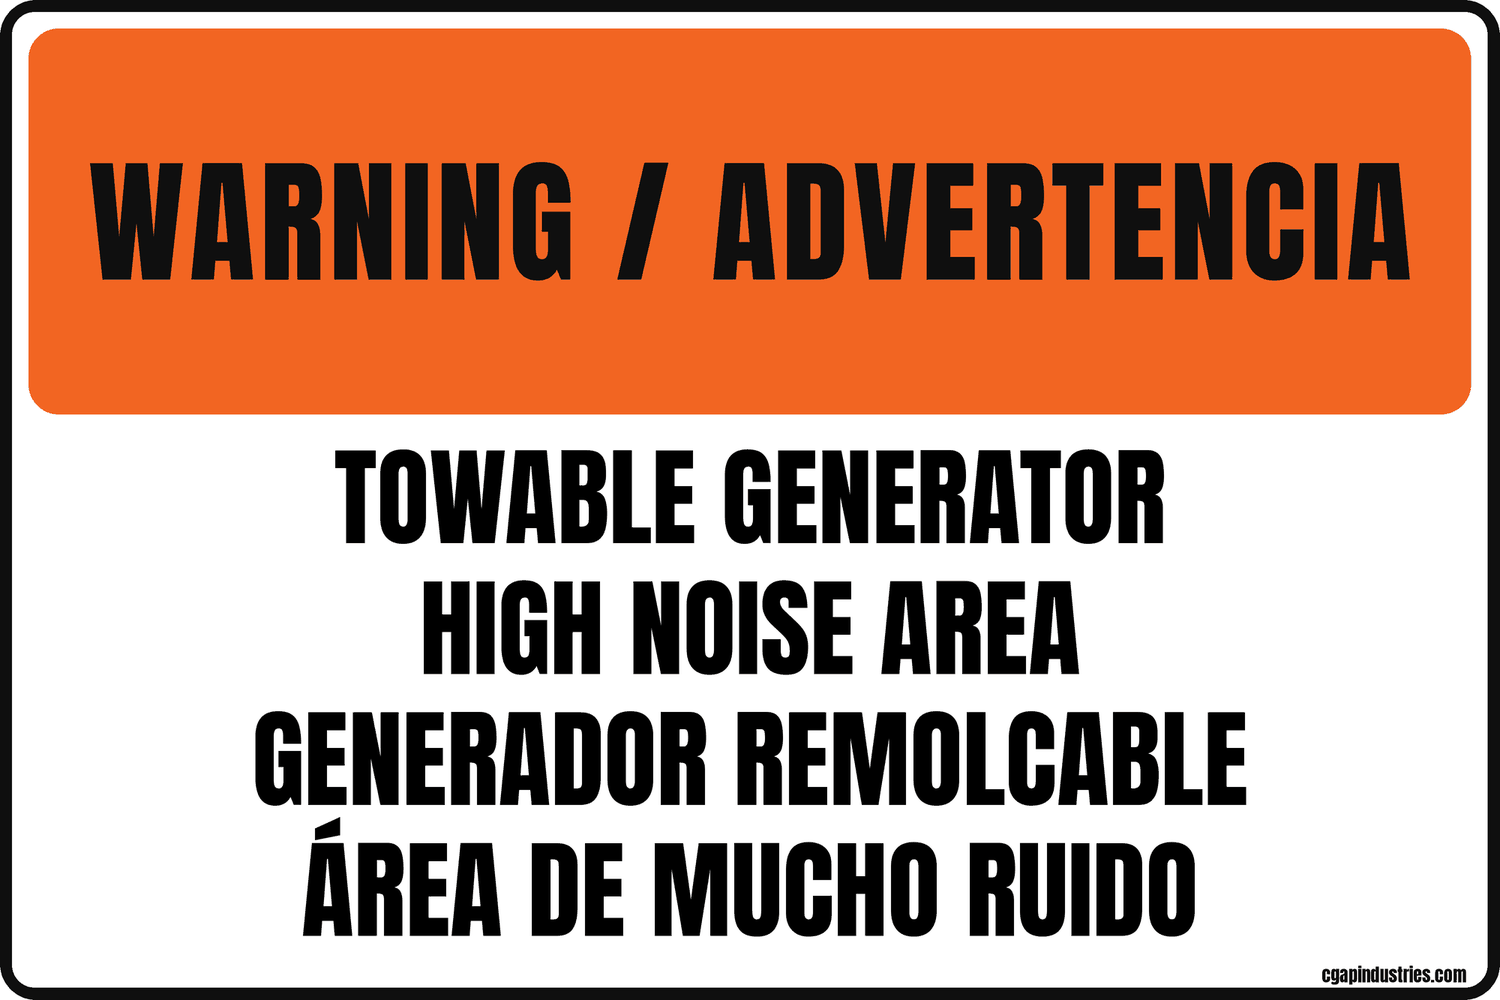 WARNING / ADVERTENCIA
TOWABLE GENERATOR
HIGH NOISE AREA
GENERADOR REMOLCABLE
ÁREA DE MUCHO RUIDO
cgapindustries.com